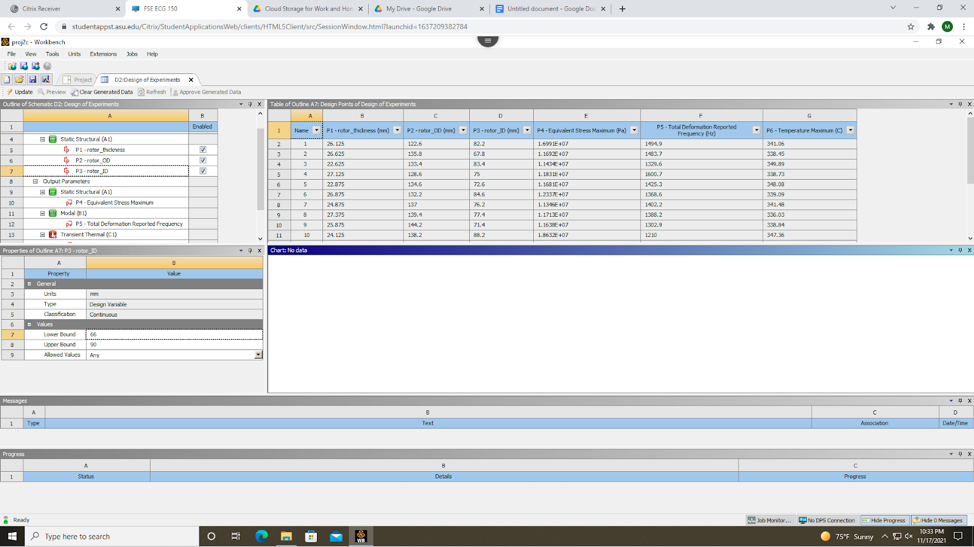 Citrix Receiver
FSE ECG 150
Cloud Storage for Work and Hom
My Drive - Google Drive
Untitled document - Google Doc
studentappst.asu.edu/Citrix/StudentApplicationsWeb/clients/HTML5Client/src/SessionWindow.html?launchid=1637209382784
M
proj2c - Workbench
File View Tools Units Extensions Jobs Help
Project D2:Design of Experiments
Update Preview Clear Generated Data Refresh Approve Generated Data
Outline of Schematic D2: Design of Experiments
A B
1 Enabled
4 Static Structural (A1)
5 P1 - rotor_thickness
6 P2 - rotor_OD
7 P3 - rotor_ID
8 Output Parameters
9 Static Structural (A1)
10 P4 - Equivalent Stress Maximum
11 Modal (B1)
12 P5 - Total Deformation Reported Frequency
13 Transient Thermal (C1)
Table of Outline A7: Design Points of Design of Experiments
A B C D E F G
1 Name P1 - rotor_thickness (mm) P2 - rotor_OD (mm) P3 - rotor_ID (mm) P4 - Equivalent Stress Maximum (Pa) P5 - Total Deformation Reported Frequency (Hz) P6 - Temperature Maximum (C)
2 1 26.125 122.6 82.2 1.6991E+07 1494.9 341.06
3 2 26.625 135.8 67.8 1.1692E+07 1483.7 338.45
4 3 22.625 133.4 83.4 1.1434E+07 1329.6 349.89
5 4 27.125 128.6 75 1.1831E+07 1600.7 338.73
6 5 22.875 134.6 72.6 1.1681E+07 1425.3 348.08
7 6 26.875 132.2 84.6 1.2337E+07 1368.6 339.09
8 7 24.875 137 76.2 1.1346E+07 1402.2 341.48
9 8 27.375 139.4 77.4 1.1713E+07 1388.2 336.03
10 9 25.875 144.2 71.4 1.1638E+07 1302.9 338.84
11 10 24.125 138.2 88.2 1.8632E+07 1210 347.36
Properties of Outline A7: P3 - rotor_ID
A B
1 Property Value
2 General
3 Units mm
4 Type Design Variable
5 Classification Continuous
6 Values
7 Lower Bound 66
8 Upper Bound 90
9 Allowed Values Any
Chart: No data
Messages
A B C D
1 Type Text Association Date/Time
Progress
A B C
1 Status Details Progress
Ready
Job Monitor... No DPS Connection Hide Progress Hide 0 Messages
Type here to search
WB
75°F Sunny
10:33 PM
11/17/2021